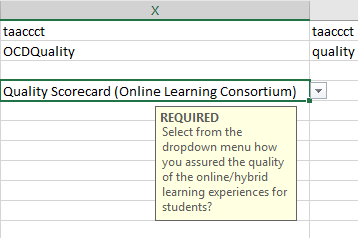 X
taaccct taaccct
OCDQuality quality
Quality Scorecard (Online Learning Consortium)
REQUIRED
Select from the
dropdown menu how
you assured the quality
of the online/hybrid
learning experiences for
students?